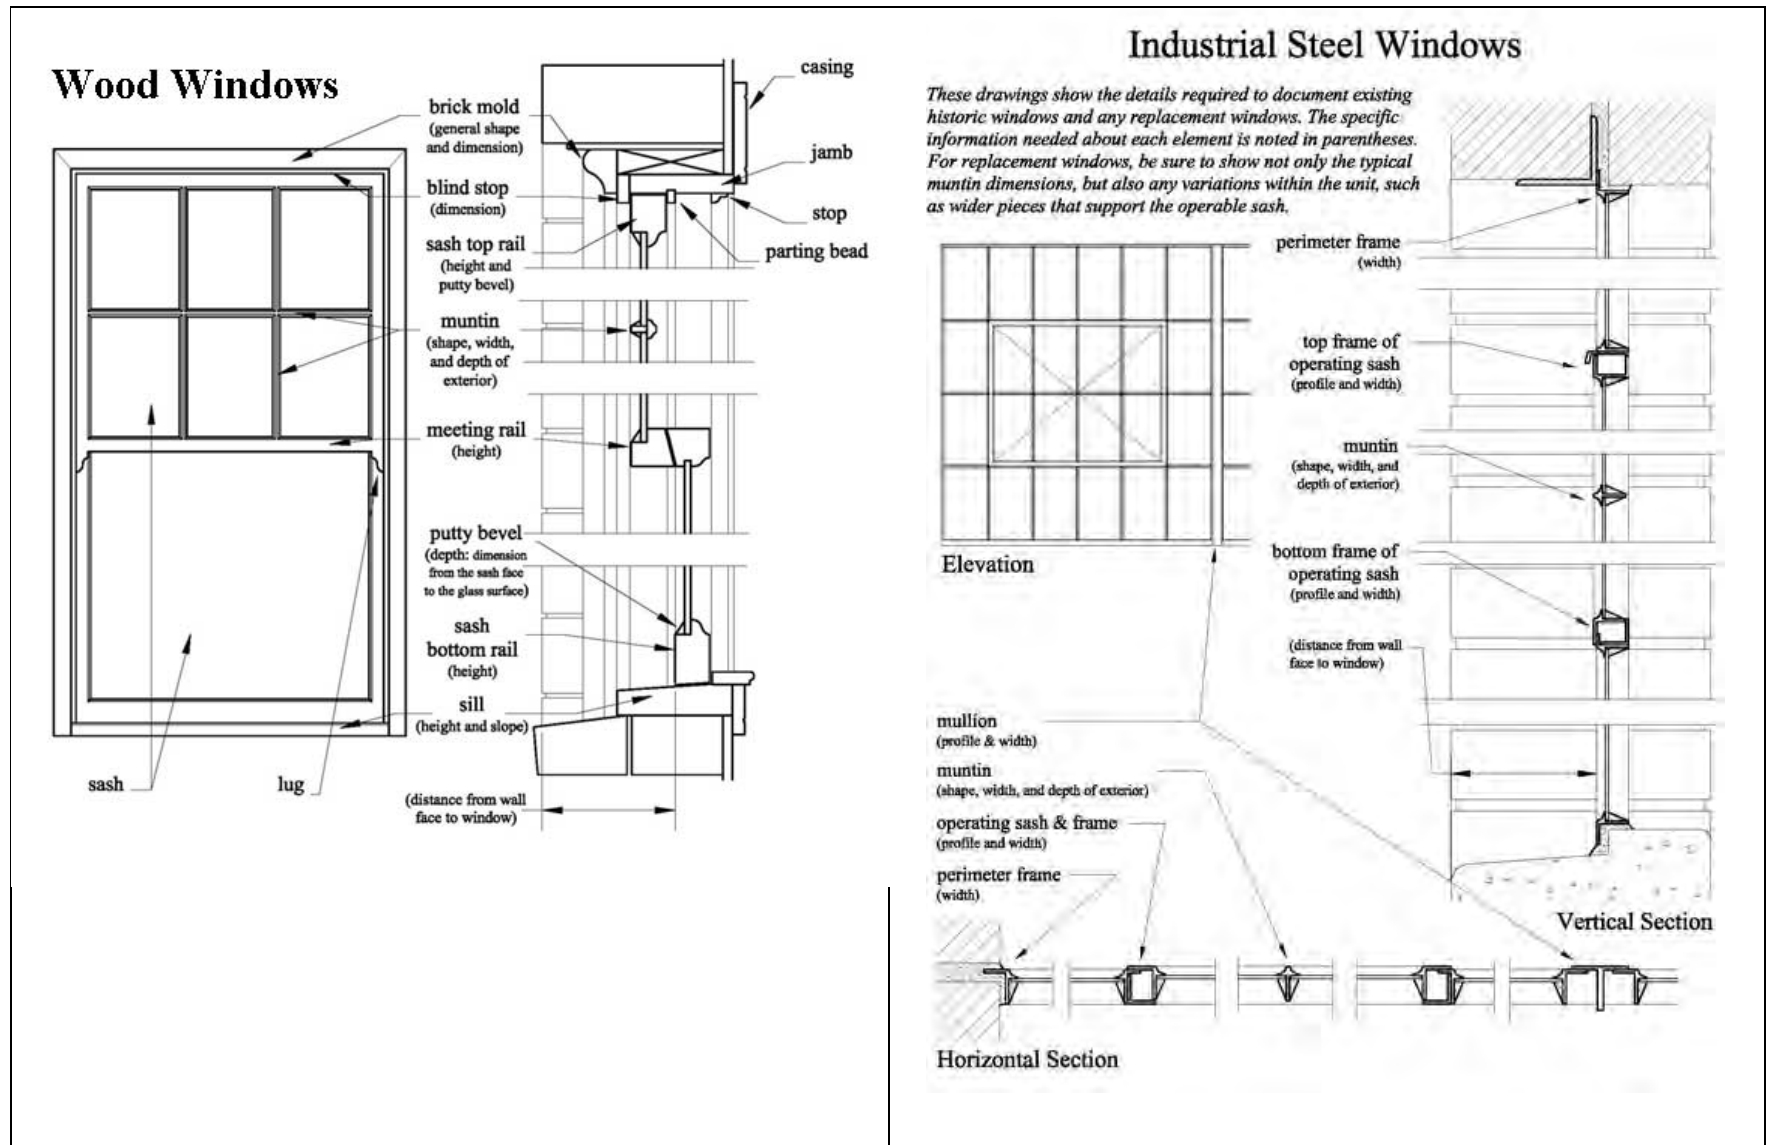 Wood Windows
brick mold
(general shape
and dimension)
blind stop
(dimension)
sash top rail
(height and
putty bevel)
muntin
(shape, width,
and depth of
exterior)
meeting rail
(height)
putty bevel
(depth: dimension
from the sash face
to the glass surface)
sash
bottom rail
(height)
sill
(height and slope)
sash
lug
(distance from wall
face to window)
casing
jamb
stop
parting bead
Industrial Steel Windows
These drawings show the details required to document existing
historic windows and any replacement windows. The specific
information needed about each element is noted in parentheses.
For replacement windows, be sure to show not only the typical
muntin dimensions, but also any variations within the unit, such
as wider pieces that support the operable sash.
perimeter frame
(width)
top frame of
operating sash
(profile and width)
muntin
(shape, width, and
depth of exterior)
bottom frame of
operating sash
(profile and width)
(distance from wall
face to window)
Elevation
mullion
(profile & width)
muntin
(shape, width, and depth of exterior)
operating sash & frame
(profile and width)
perimeter frame
(width)
Vertical Section
Horizontal Section